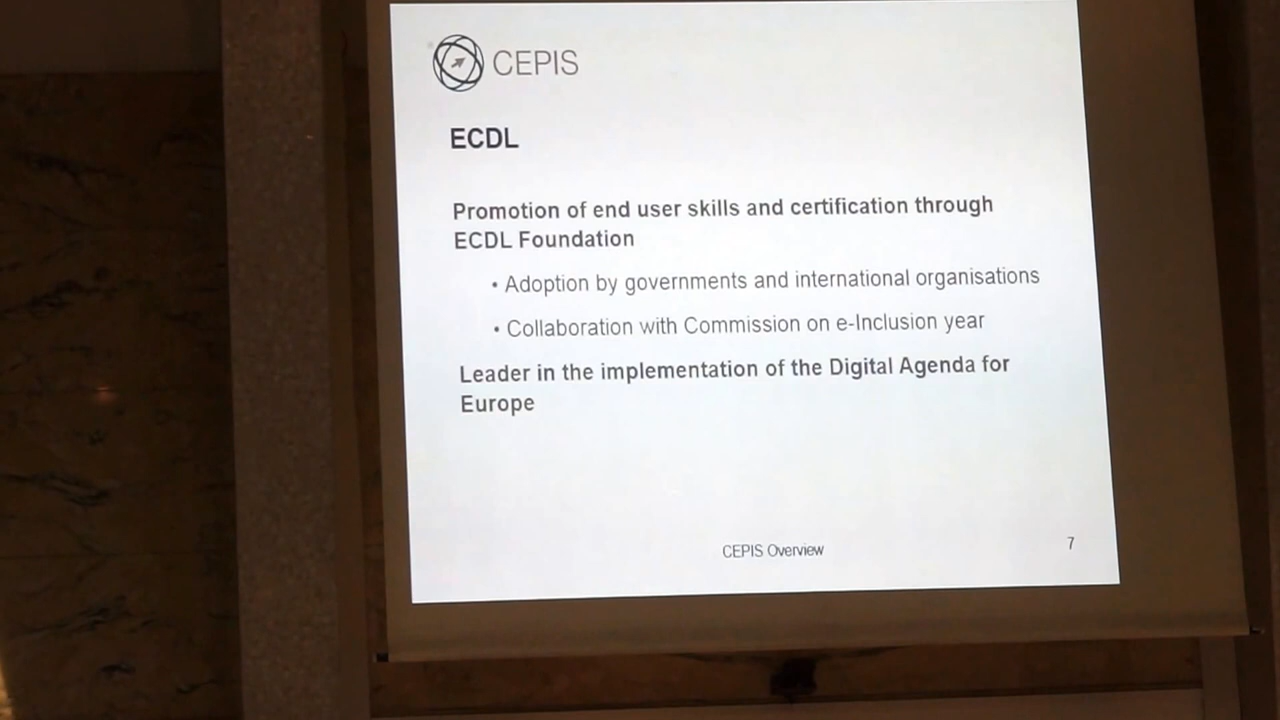 CEPIS
ECDL
Promotion of end user skills and certification through
ECDL Foundation
• Adoption by governments and international organisations
• Collaboration with Commission on e-Inclusion year
Leader in the implementation of the Digital Agenda for
Europe
CEPIS Overview
7